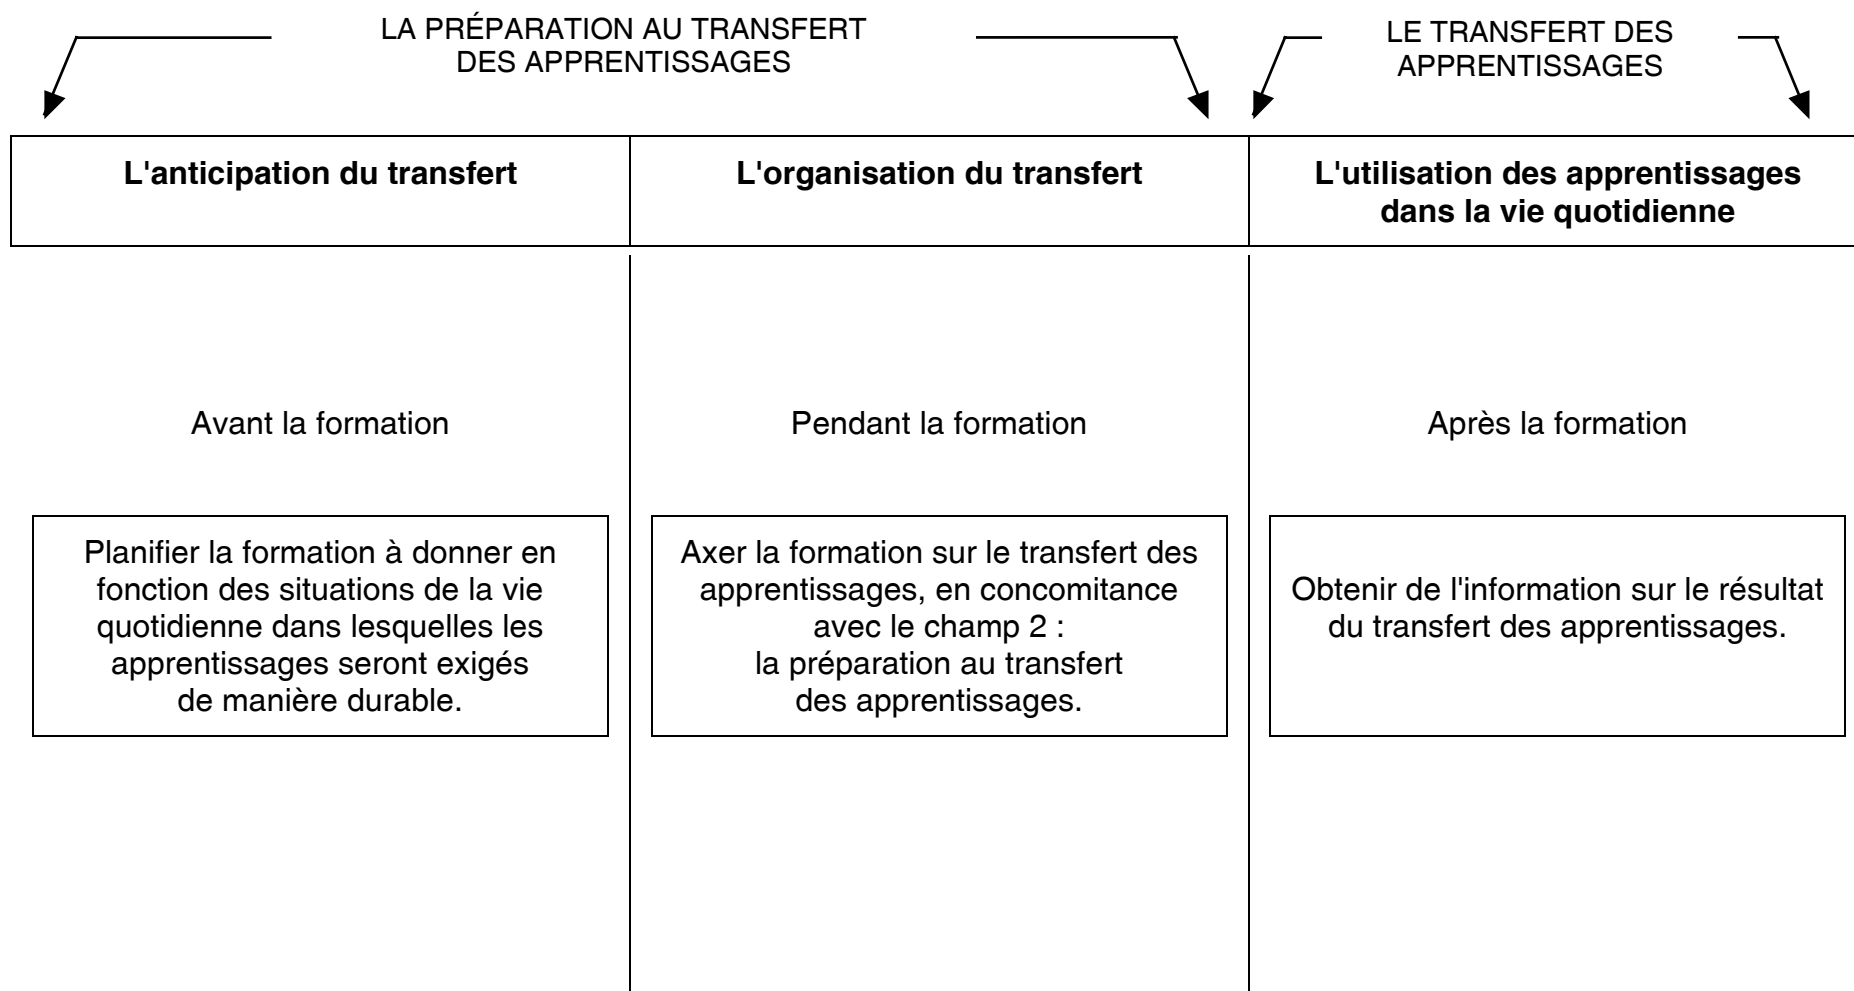 LA PRÉPARATION AU TRANSFERT
DES APPRENTISSAGES
LE TRANSFERT DES
APPRENTISSAGES
L'anticipation du transfert
L'organisation du transfert
L'utilisation des apprentissages
dans la vie quotidienne
Avant la formation
Pendant la formation
Après la formation
Planifier la formation à donner en
fonction des situations de la vie
quotidienne dans lesquelles les
apprentissages seront exigés
de manière durable.
Axer la formation sur le transfert des
apprentissages, en concomitance
avec le champ 2 :
la préparation au transfert
des apprentissages.
Obtenir de l'information sur le résultat
du transfert des apprentissages.